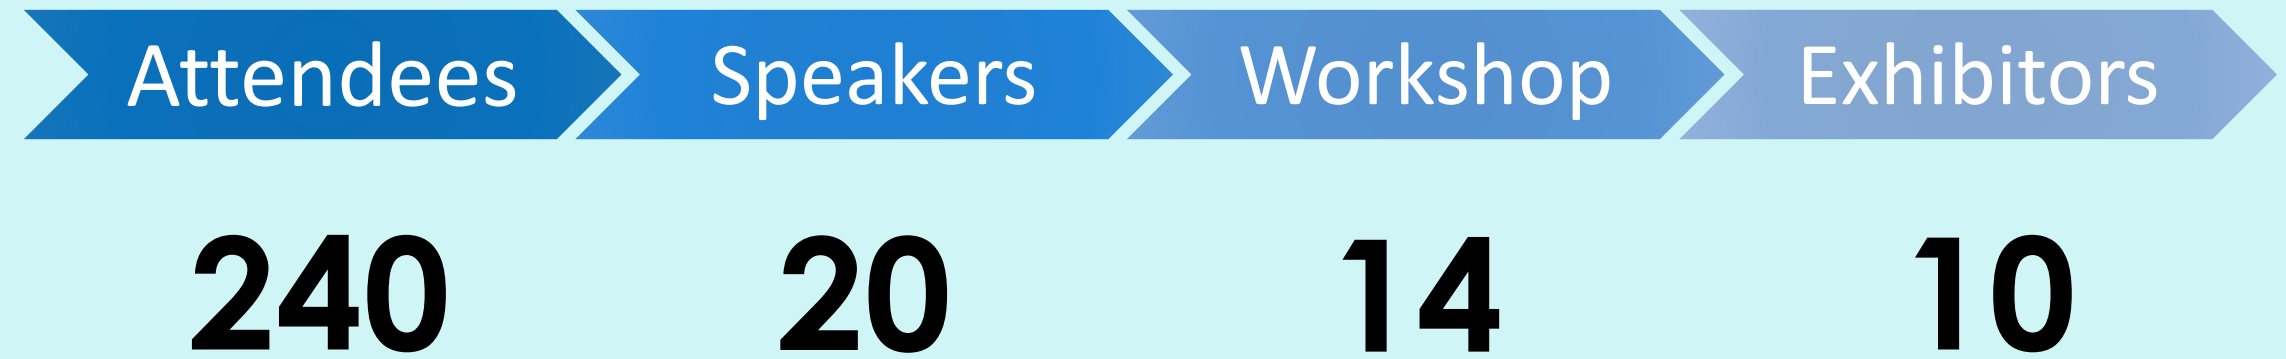 Attendees Speakers Workshop Exhibitors
240 20 14 10